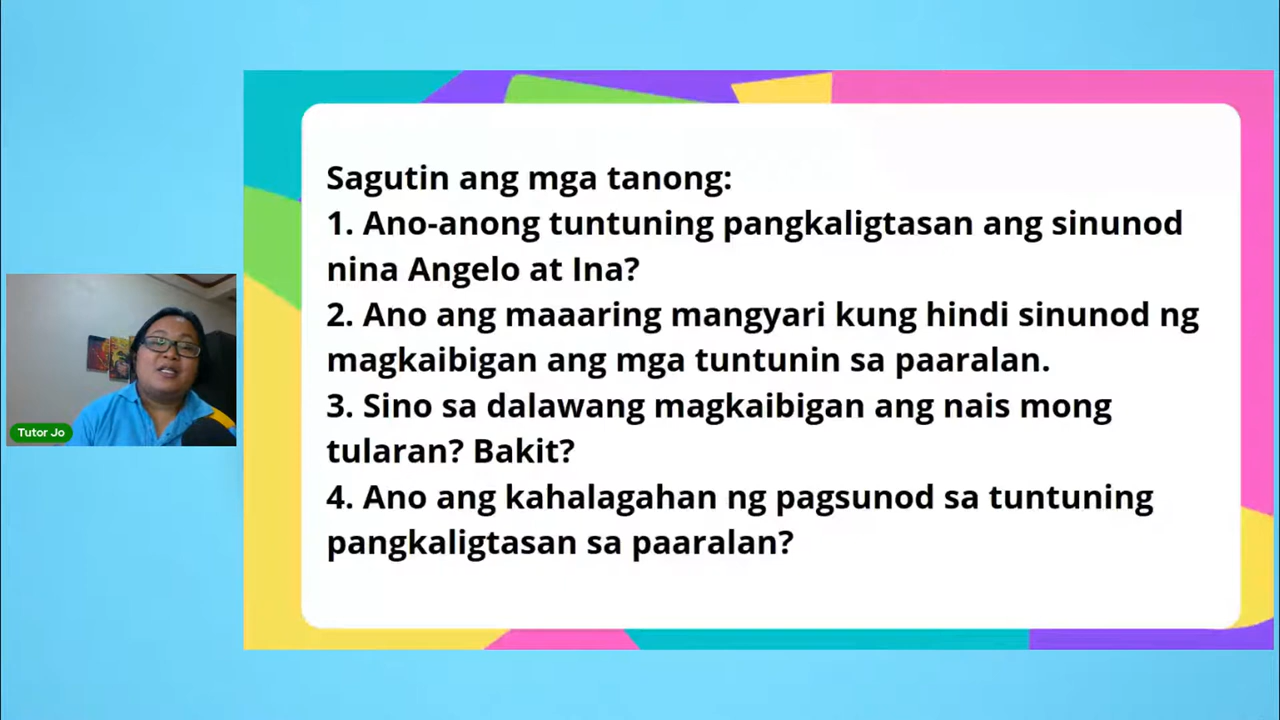 Sagutin ang mga tanong:
1. Ano-anong tuntuning pangkaligtasan ang sinunod
nina Angelo at Ina?
2. Ano ang maaaring mangyari kung hindi sinunod ng
magkaibigan ang mga tuntunin sa paaralan.
3. Sino sa dalawang magkaibigan ang nais mong
tularan? Bakit?
4. Ano ang kahalagahan ng pagsunod sa tuntuning
pangkaligtasan sa paaralan?
Tutor Jo